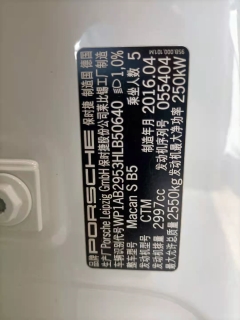 品牌 PORSCHE 保时捷 制造国 德国
Porsche Leipzig GmbH 保时捷股份公司莱比锡工厂制造
车辆识别代号 WP1AB2953HLB50640 1,0%
整车型号 Macan S B5 乘坐人数 5
发动机型号 CTM 制造年月 2016.04
发动机排量 2997cc 发动机序列号 055404
最大允许总质量 2550kg 发动机最大净功率 250KW